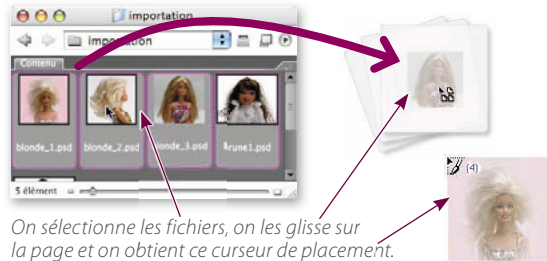 importation
importation
Contenu
blonde_1.psd
blonde_2.psd
blonde_3.psd
brune1.psd
5 élément
(4)
On sélectionne les fichiers, on les glisse sur
la page et on obtient ce curseur de placement.